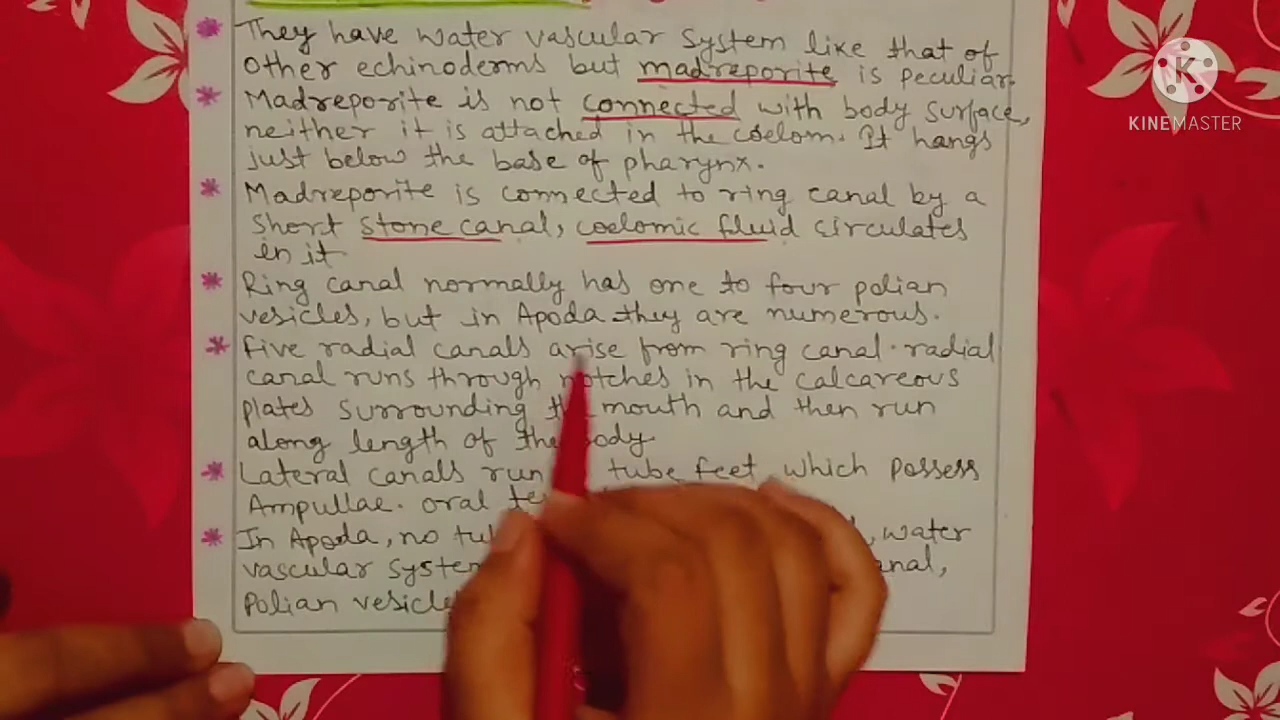 They have water vascular system like that of
other echinoderms but madreporite is peculiar
Madreporite is not connected with body surface,
neither it is attached in the coelom. It hangs
just below the base of pharynx.
Madreporite is connected to ring canal by a
short stone canal, coelomic fluid circulates
in it
Ring canal normally has one to four polian
vesicles, but in Apoda they are numerous.
Five radial canals arise from ring canal. radial
canal runs through notches in the calcareous
plates surrounding the mouth and then run
along length of the body
Lateral canals run tube feet which possess
Ampullae. oral
In Apoda, no water
vascular system
Polian
KINEMASTER